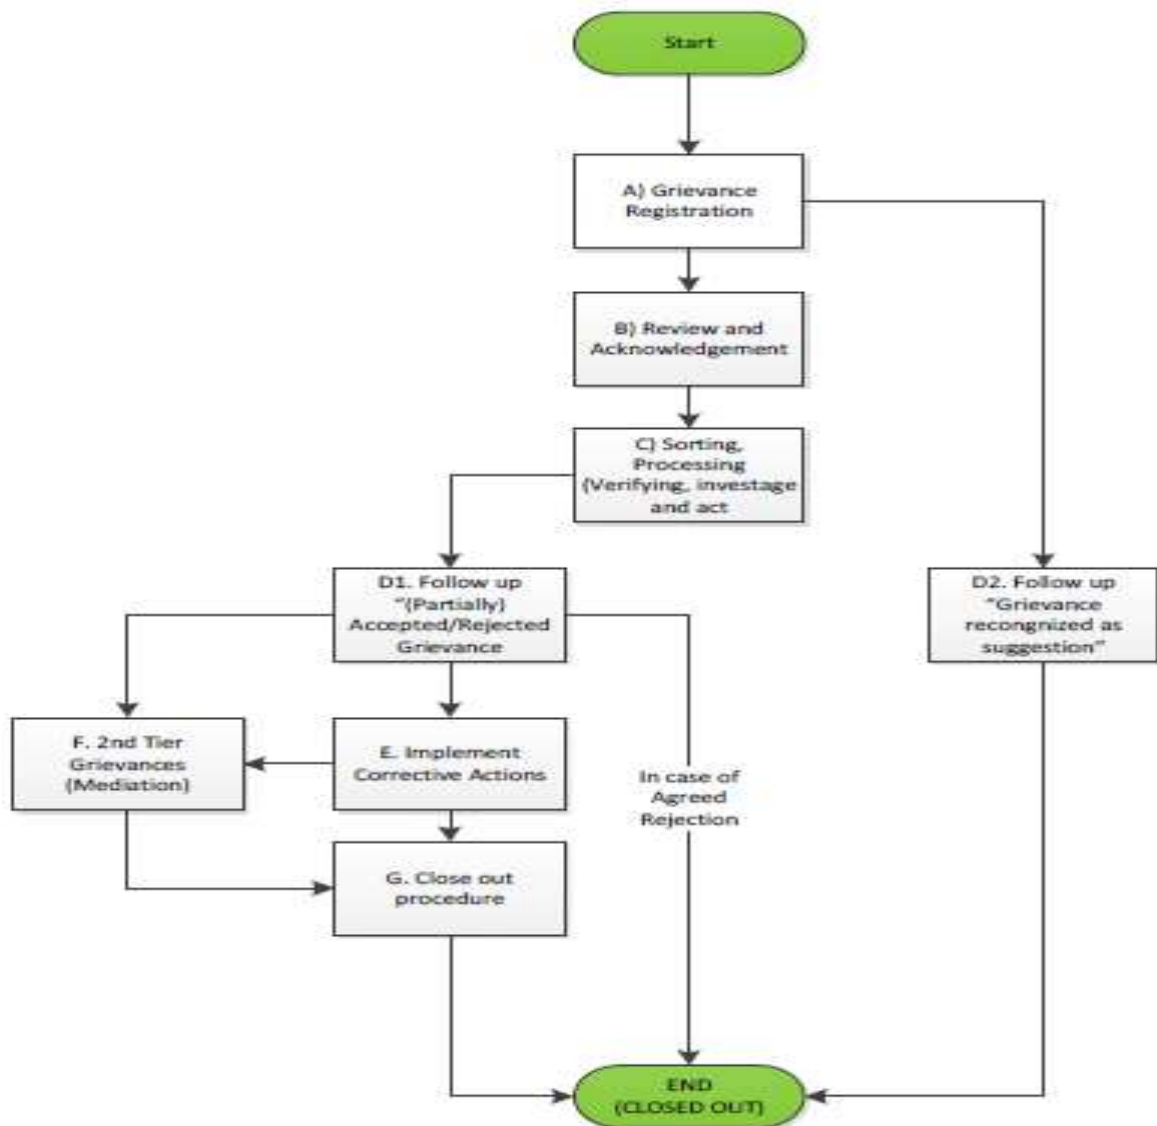 Start
A) Grievance
Registration
B) Review and
Acknowledgement
C) Sorting,
Processing
(Verifying, investage
and act
D1. Follow up
“(Partially)
Accepted/Rejected
Grievance
D2. Follow up
“Grievance
recongnized as
suggestion”
F. 2nd Tier
Grievances
(Mediation)
E. Implement
Corrective Actions
In case of
Agreed
Rejection
G. Close out
procedure
END
(CLOSED OUT)